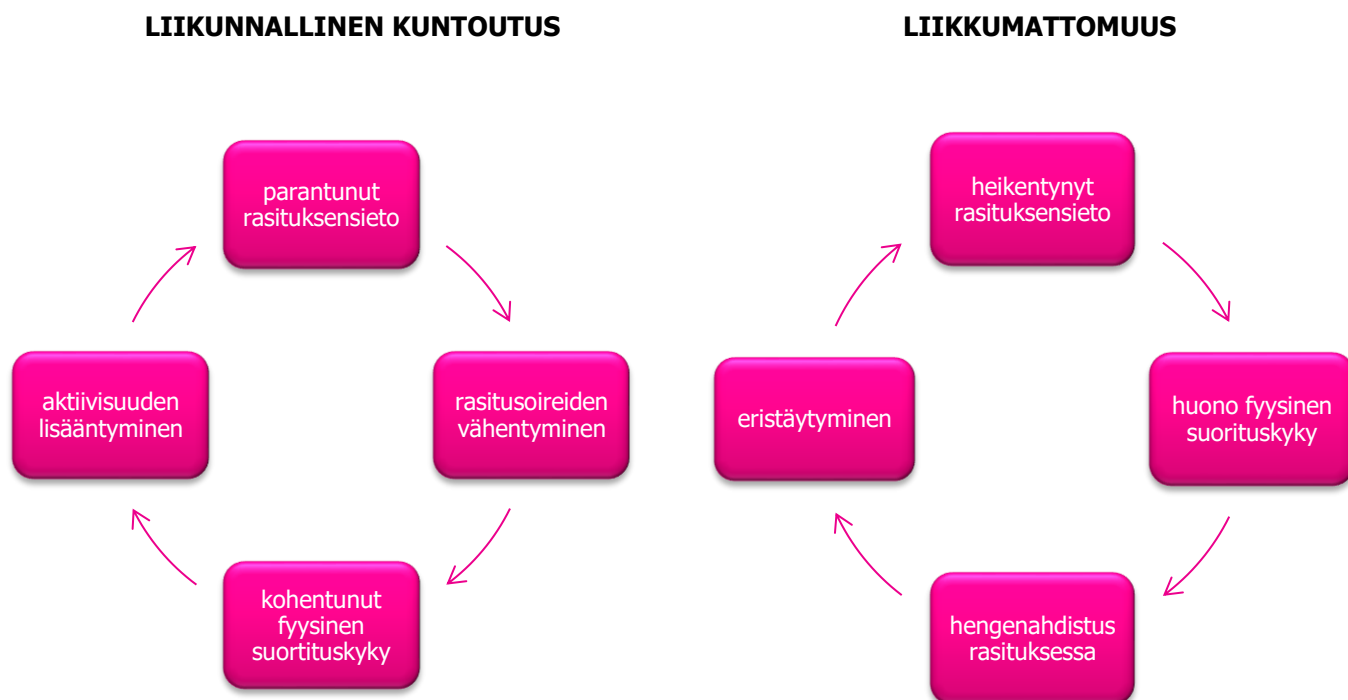 LIIKUNNALLINEN KUNTOUTUS
parantunut
rasituksensieto
rasitusoireiden
vähentyminen
kohentunut
fyysinen
suortituskyky
aktiivisuuden
lisääntyminen
LIIKKUMATTOMUUS
heikentynyt
rasituksensieto
huono fyysinen
suorituskyky
hengenahdistus
rasituksessa
eristäytyminen